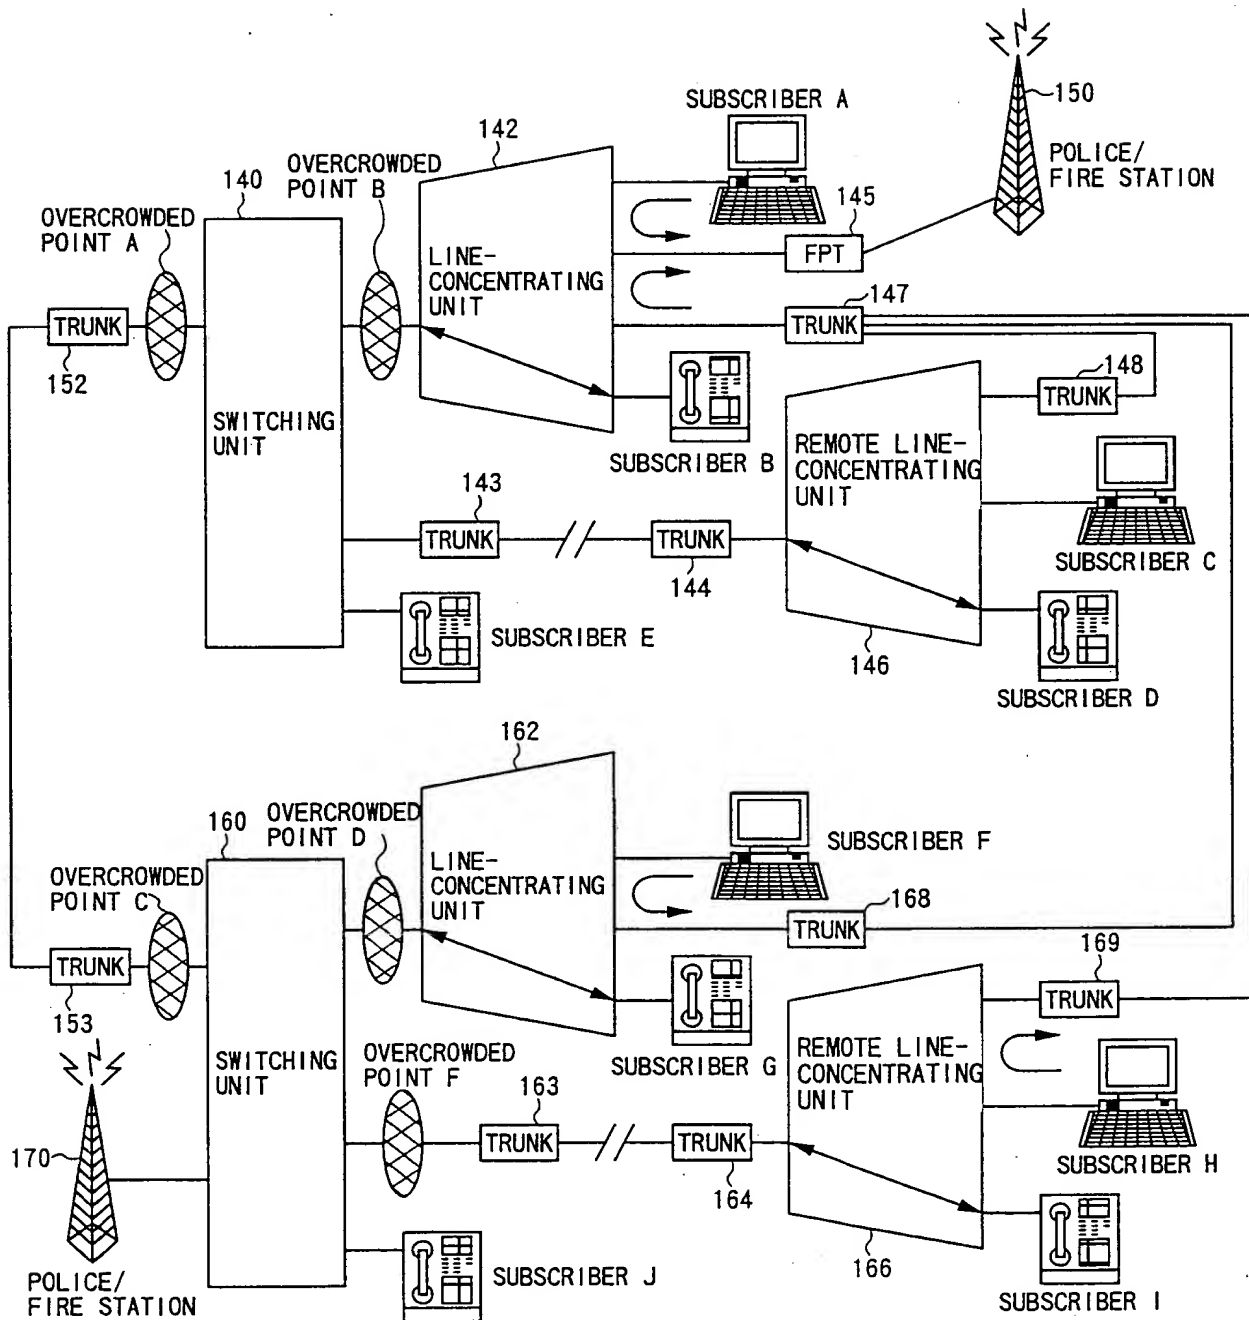 SUBSCRIBER A
150
142
POLICE/
FIRE STATION
OVERCROWDED
POINT B
140
145
OVERCROWDED
POINT A
FPT
LINE-
CONCENTRATING
UNIT
147
TRUNK
TRUNK
152
148
TRUNK
SWITCHING
UNIT
REMOTE LINE-
CONCENTRATING
UNIT
SUBSCRIBER B
143
TRUNK
TRUNK
144
SUBSCRIBER C
SUBSCRIBER E
146
SUBSCRIBER D
162
OVERCROWDED
POINT D
160
SUBSCRIBER F
LINE-
CONCENTRATING
UNIT
OVERCROWDED
POINT C
168
TRUNK
169
TRUNK
TRUNK
153
SWITCHING
UNIT
OVERCROWDED
POINT F
SUBSCRIBER G
REMOTE LINE-
CONCENTRATING
UNIT
163
TRUNK
TRUNK
164
170
SUBSCRIBER H
166
POLICE/
FIRE STATION
SUBSCRIBER J
SUBSCRIBER I